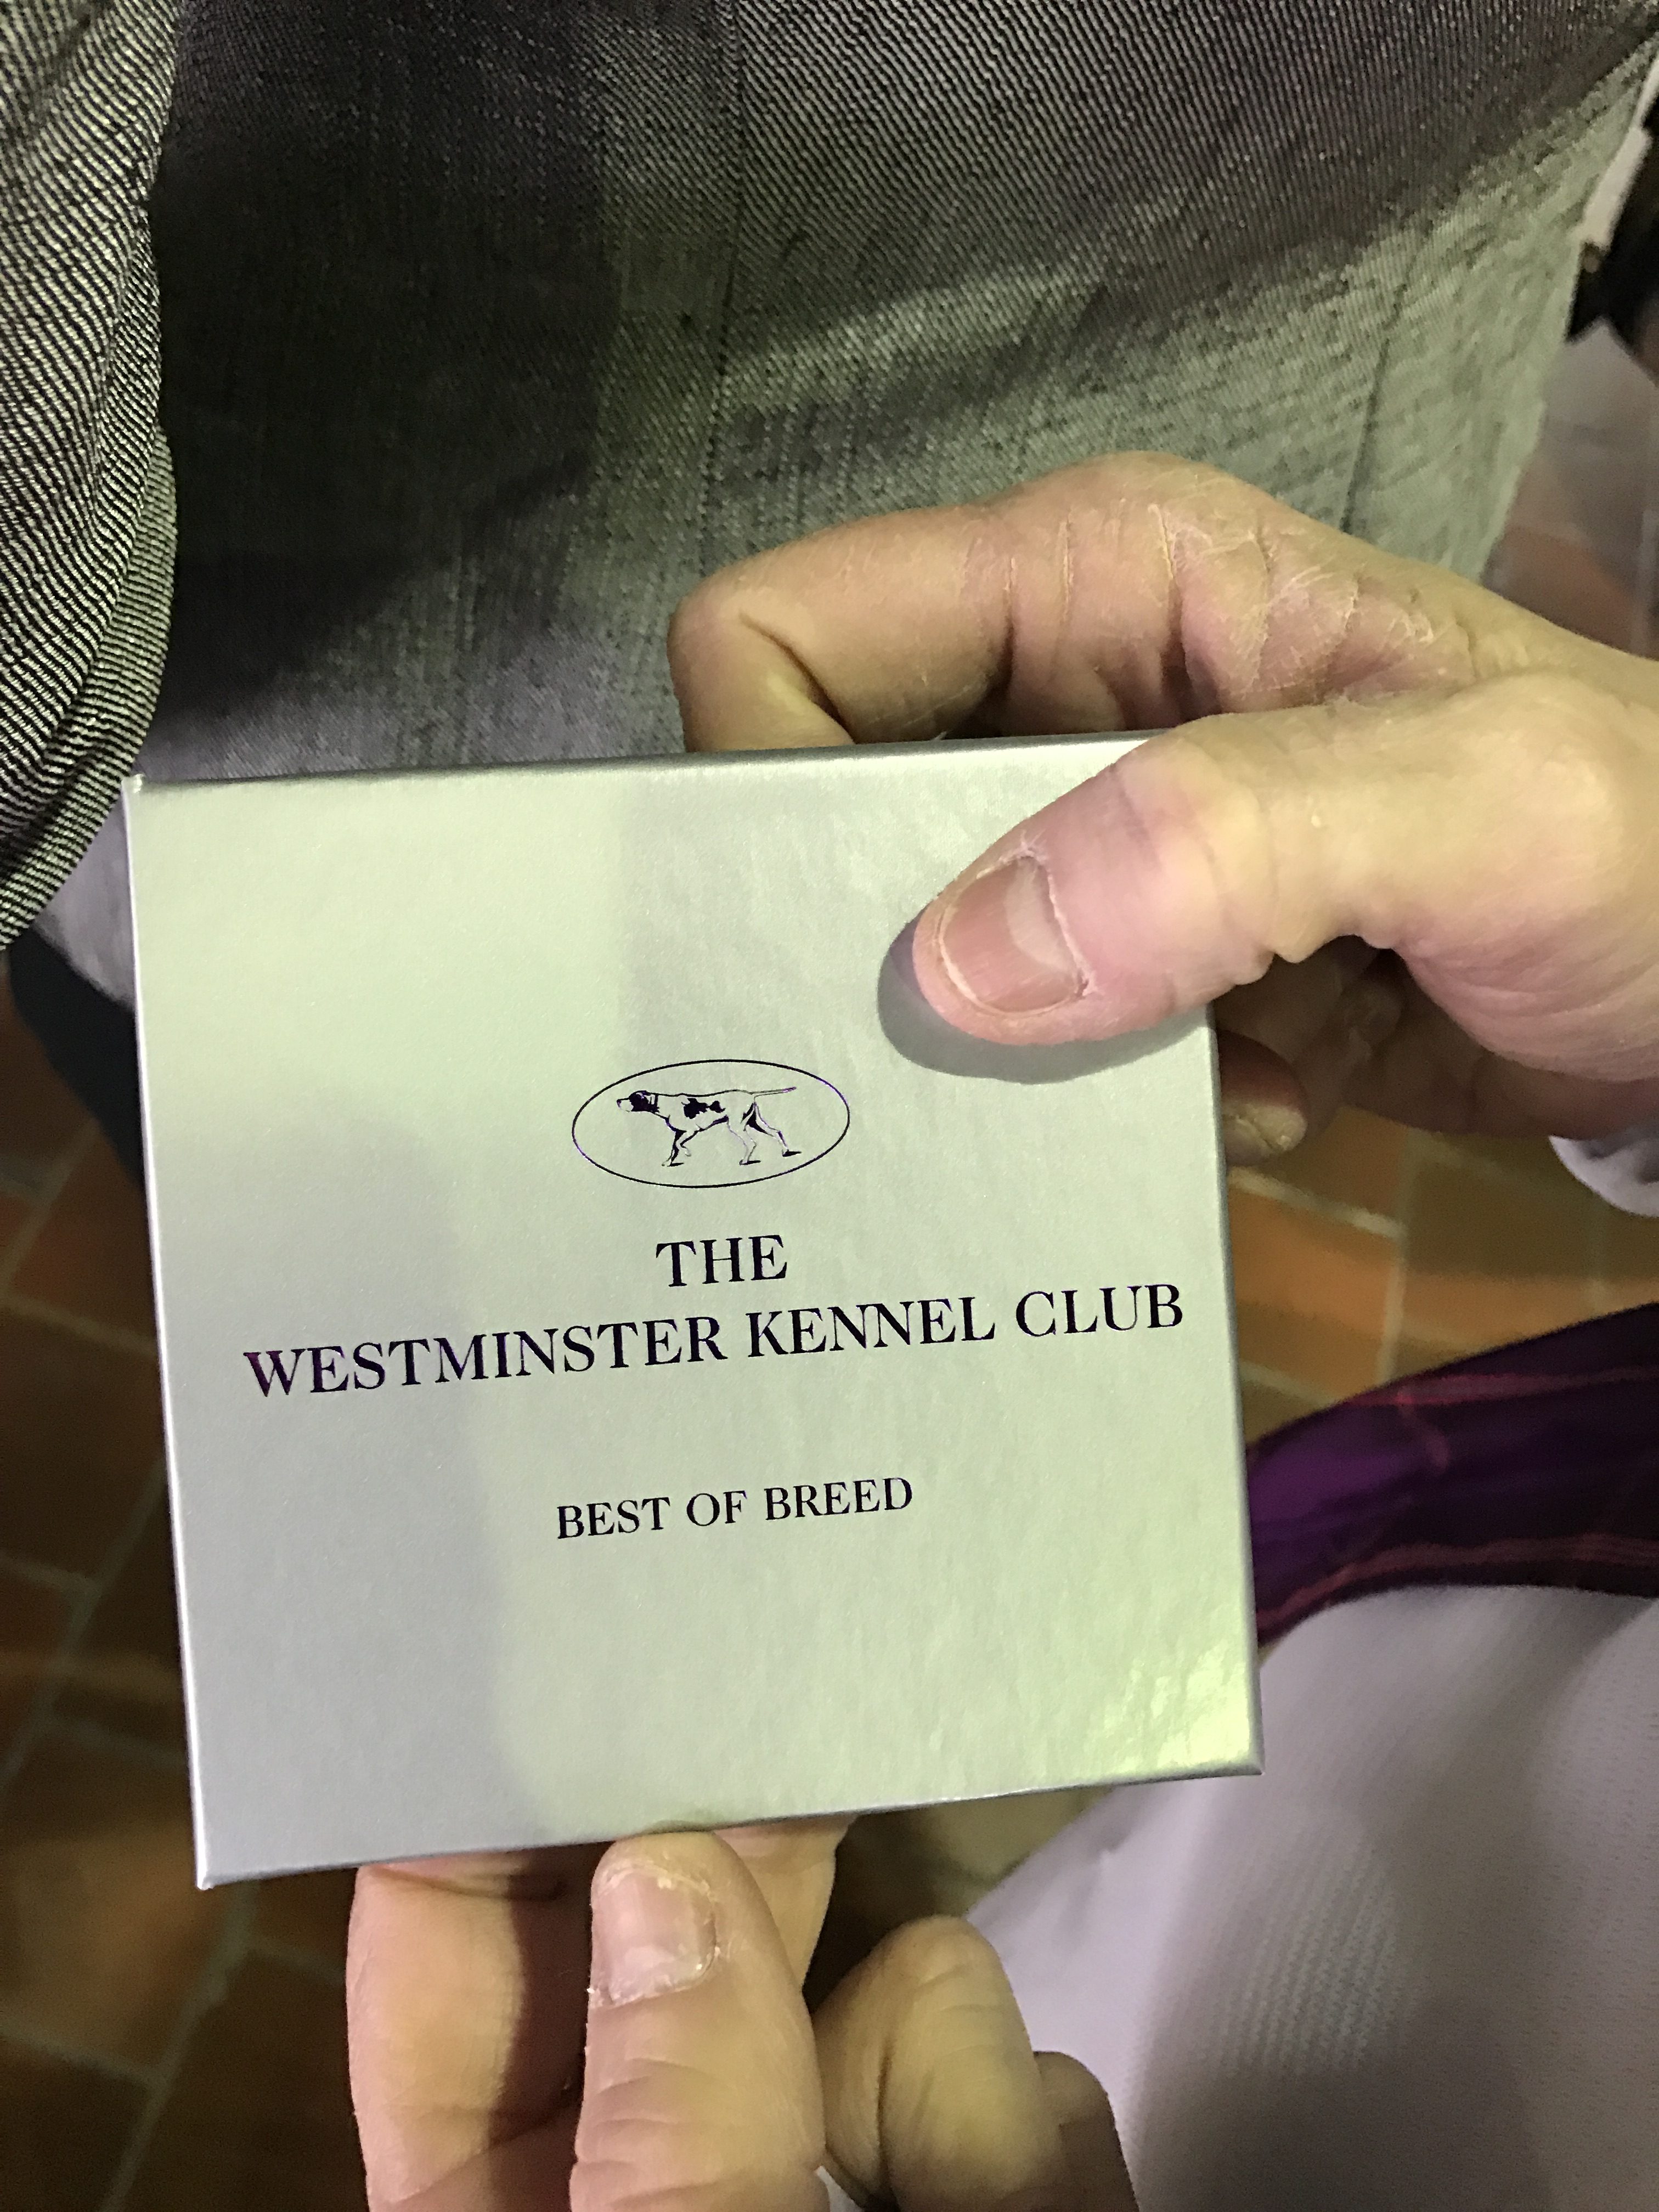 THE
WESTMINSTER KENNEL CLUB
BEST OF BREED